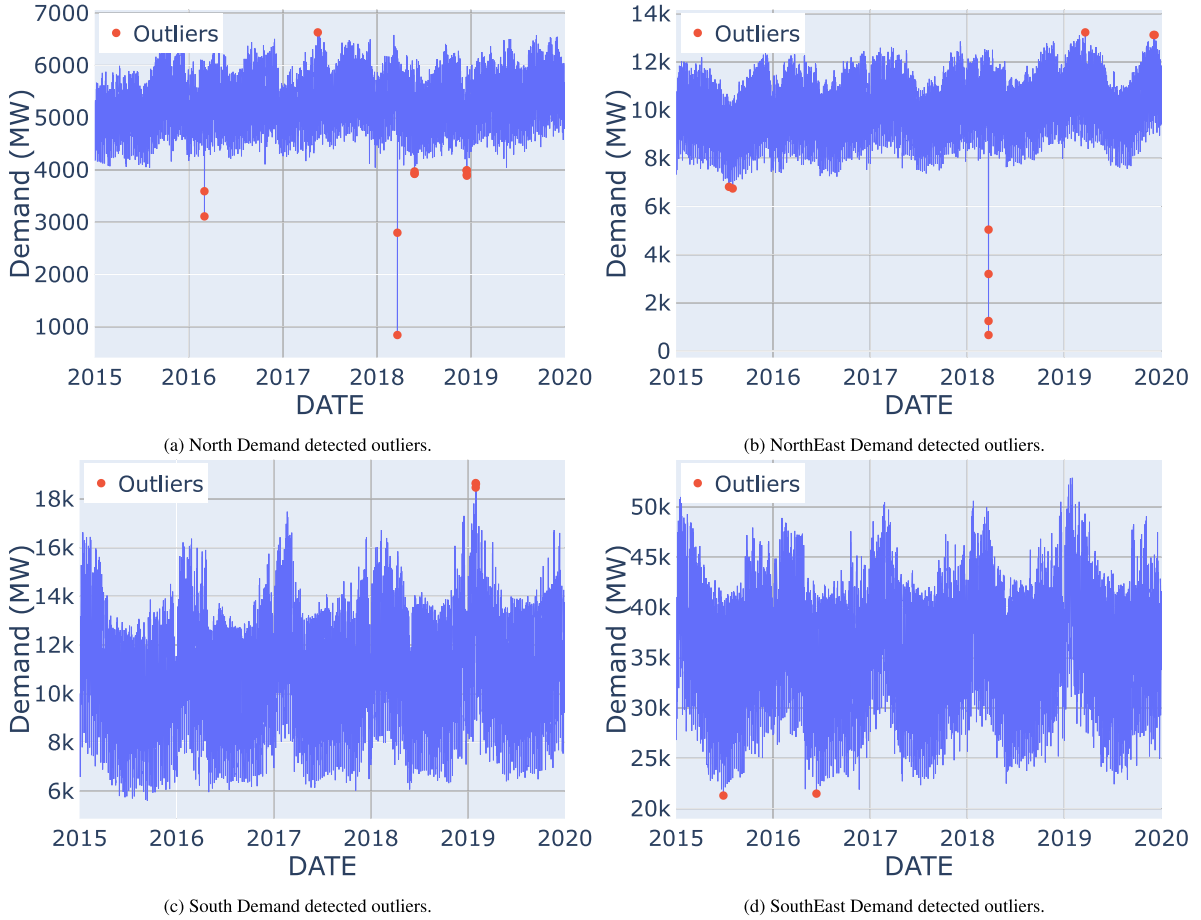 7000
6000
5000
4000
3000
2000
1000
Demand (MW)
Outliers
2015 2016 2017 2018 2019 2020
DATE
(a) North Demand detected outliers.
14k
12k
10k
8k
6k
4k
2k
0
Demand (MW)
Outliers
2015 2016 2017 2018 2019 2020
DATE
(b) NorthEast Demand detected outliers.
18k
16k
14k
12k
10k
8k
6k
Demand (MW)
Outliers
2015 2016 2017 2018 2019 2020
DATE
(c) South Demand detected outliers.
50k
45k
40k
35k
30k
25k
20k
Demand (MW)
Outliers
2015 2016 2017 2018 2019 2020
DATE
(d) SouthEast Demand detected outliers.